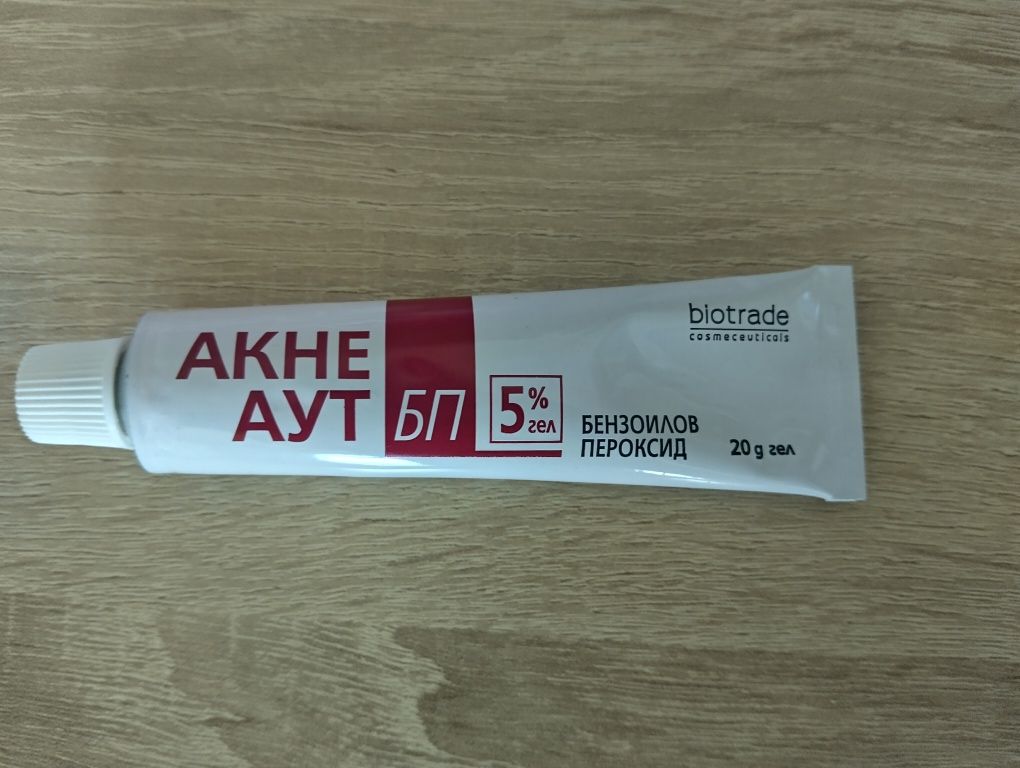 АКНЕ
АУТ
БП
5%
гел
БЕНЗОИЛОВ
ПЕРОКСИД
20 g гел
biotrade
cosmeceuticals